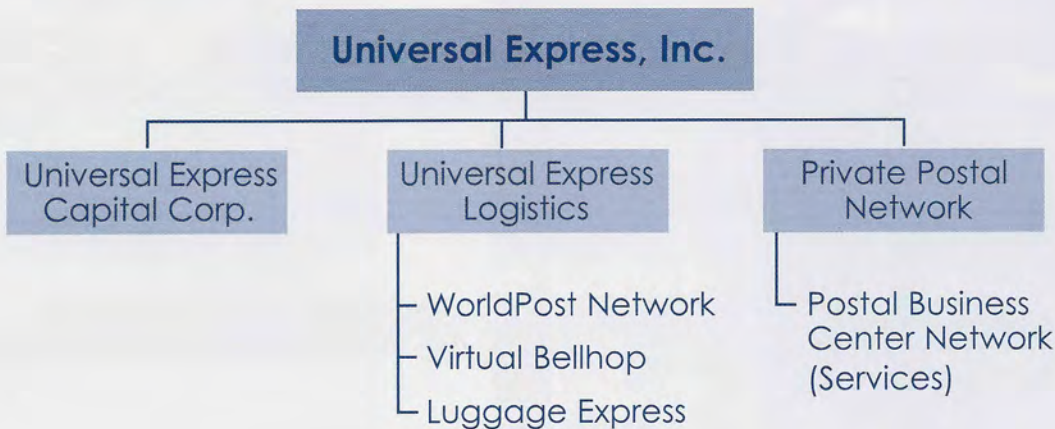 Universal Express, Inc.
Universal Express
Capital Corp.
Universal Express
Logistics
WorldPost Network
Virtual Bellhop
Luggage Express
Private Postal
Network
Postal Business
Center Network
(Services)